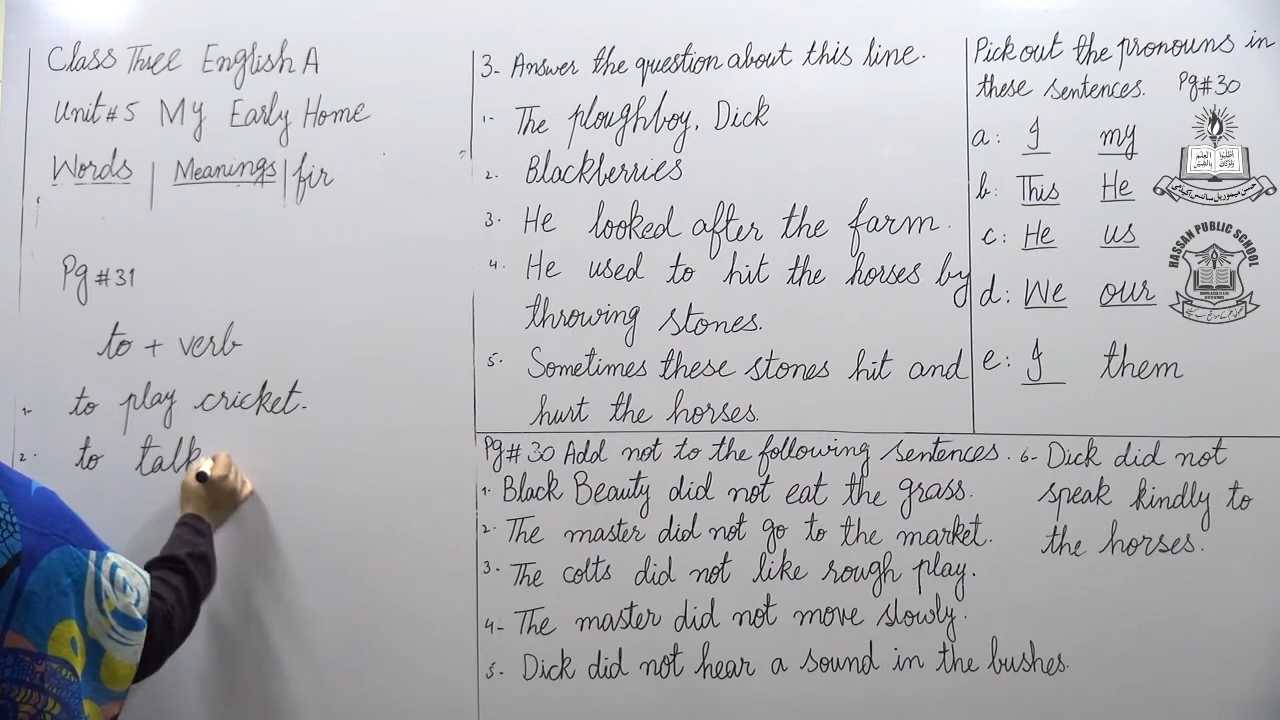 Class Three English A
Unit # 5 My Early Home
Words | Meanings | fir
Pg # 31
to + verb
1- to play cricket.
2- to talk
3- Answer the question about this line.
1- The ploughboy. Dick
2. Blackberries
3. He looked after the farm.
4. He used to hit the horses by
throwing stones.
5. Sometimes these stones hit and
hurt the horses.
Pick out the pronouns in
these sentences. Pg#30
a: I my
b: This He
c: He us
d: We our
e: I them
Pg# 30 Add not to the following sentences.
1. Black Beauty did not eat the grass.
2. The master did not go to the market.
3. The colts did not like rough play.
4- The master did not move slowly.
5- Dick did not hear a sound in the bushes.
6- Dick did not
speak kindly to
the horses.
HASSAN PUBLIC SCHOOL